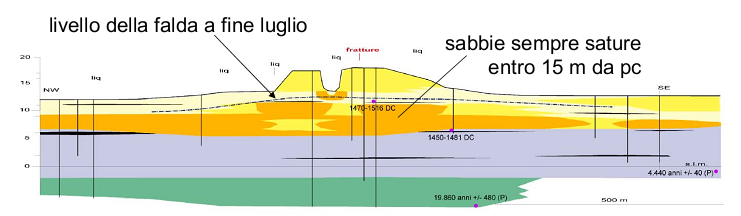 livello della falda a fine luglio
sabbie sempre sature
entro 15 m da pc
fratture
liq
liq
liq
liq
liq
liq
20
15
10
5
0
NW
SE
1470-1516 DC
1450-1481 DC
s.l.m.
4.440 anni +/- 40 (P)
19.860 anni +/- 480 (P)
500 m